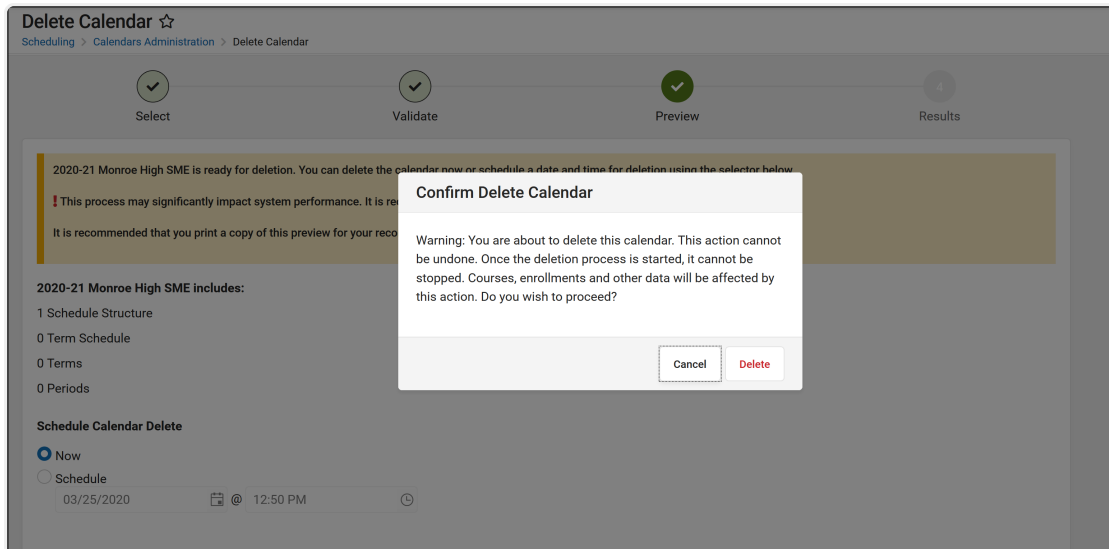 Delete Calendar
Scheduling > Calendars Administration > Delete Calendar
4
Select
Validate
Preview
Results
2020-21 Monroe High SME is ready for deletion. You can delete the calendar now or schedule a date and time for deletion using the selector below
! This process may significantly impact system performance. It is
It is recommended that you print a copy of this preview for your
Confirm Delete Calendar
Warning: You are about to delete this calendar. This action cannot
be undone. Once the deletion process is started, it cannot be
stopped. Courses, enrollments and other data will be affected by
this action. Do you wish to proceed?
Cancel
Delete
2020-21 Monroe High SME includes:
1 Schedule Structure
0 Term Schedule
0 Terms
0 Periods
Schedule Calendar Delete
Now
Schedule
03/25/2020 @ 12:50 PM